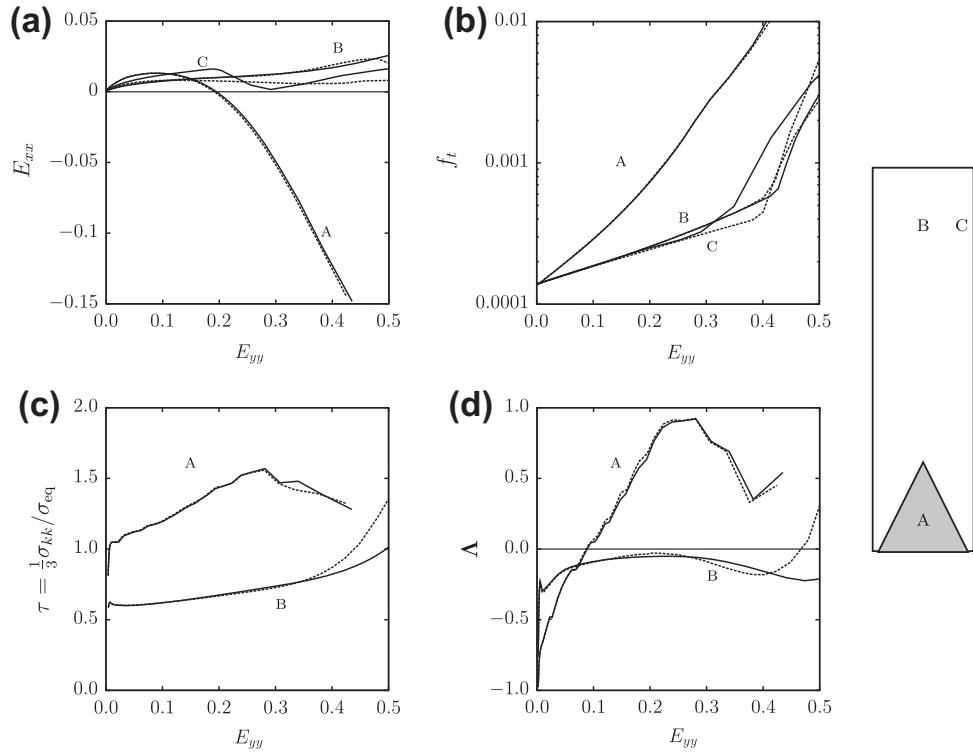 (a)
0.05
0
−0.05
−0.1
−0.15
E_xx
A
B
C
0.0 0.1 0.2 0.3 0.4 0.5
E_yy
(b)
0.01
0.001
0.0001
f_t
A
B
C
0.0 0.1 0.2 0.3 0.4 0.5
E_yy
(c)
2.0
1.5
1.0
0.5
0.0
τ = 1/3 σ_kk/σ_eq
A
B
0.0 0.1 0.2 0.3 0.4 0.5
E_yy
(d)
1.0
0.5
0.0
−0.5
−1.0
Λ
A
B
0.0 0.1 0.2 0.3 0.4 0.5
E_yy
B C
A